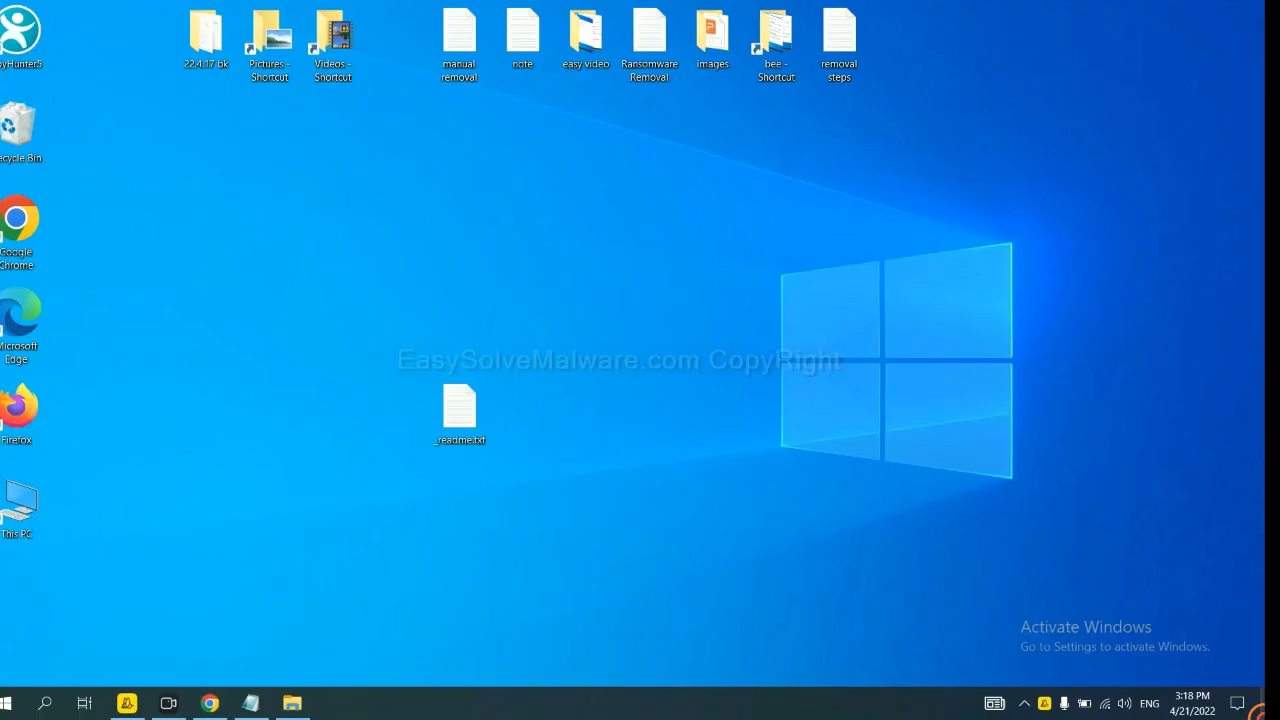 yHunter5
22.4.17 bk
Pictures -
Shortcut
Videos -
Shortcut
manual
removal
note
easy video
Ransomware
Removal
images
bee -
Shortcut
removal
steps
ecycle Bin
Google
Chrome
Microsoft
Edge
EasySolveMalware.com CopyRight
_readme.txt
Firefox
This PC
Activate Windows
Go to Settings to activate Windows.
ENG
3:18 PM
4/21/2022